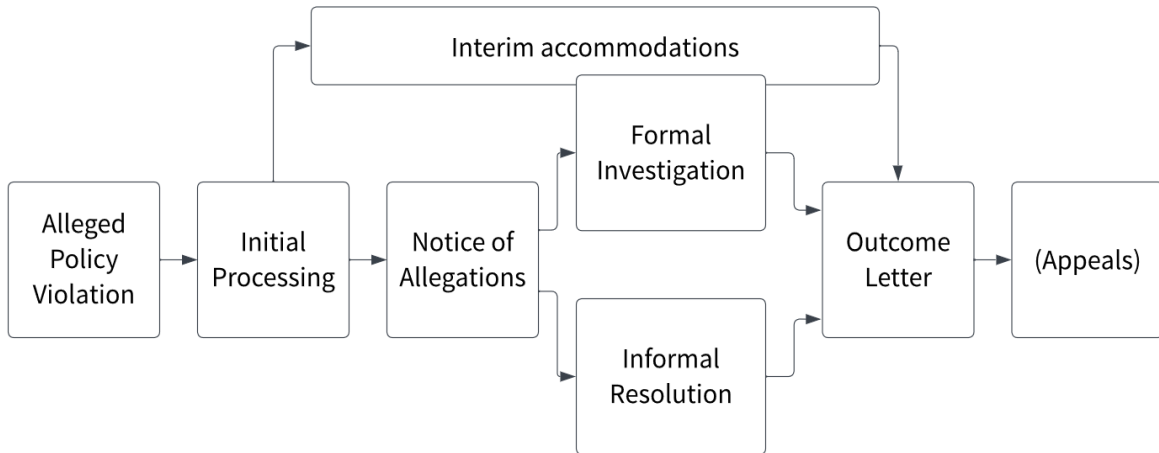 Interim accommodations
Formal
Investigation
Alleged
Policy
Violation
Initial
Processing
Notice of
Allegations
Outcome
Letter
(Appeals)
Informal
Resolution